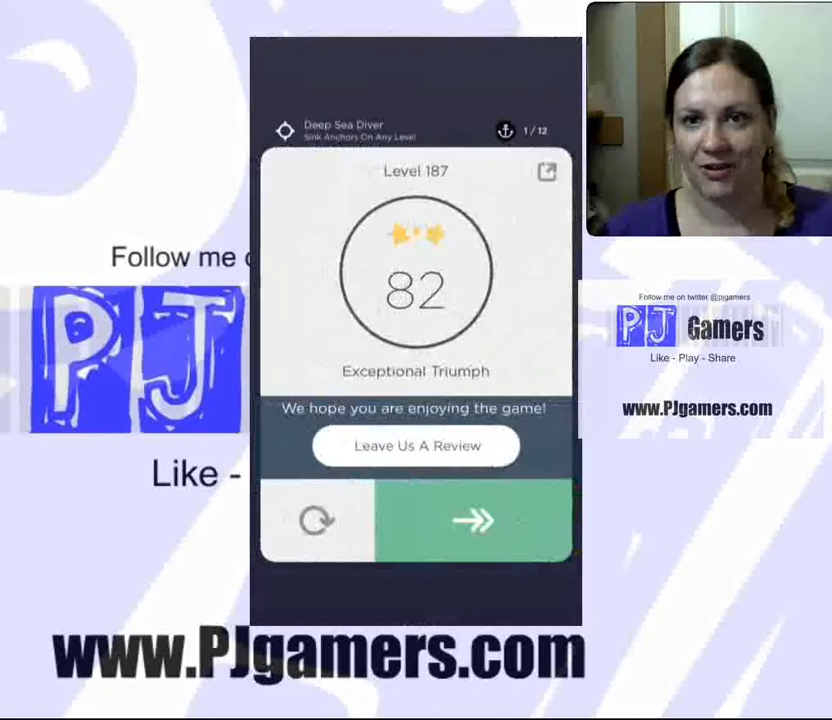 Deep Sea Diver
Sink Anchors On Any Level
1 / 12
Level 187
82
Exceptional Triumph
We hope you are enjoying the game!
Leave Us A Review
Follow me o
PJ
Like -
www.PJgamers.com
Follow me on twitter @pjgamers
PJ Gamers
Like - Play - Share
www.PJgamers.com